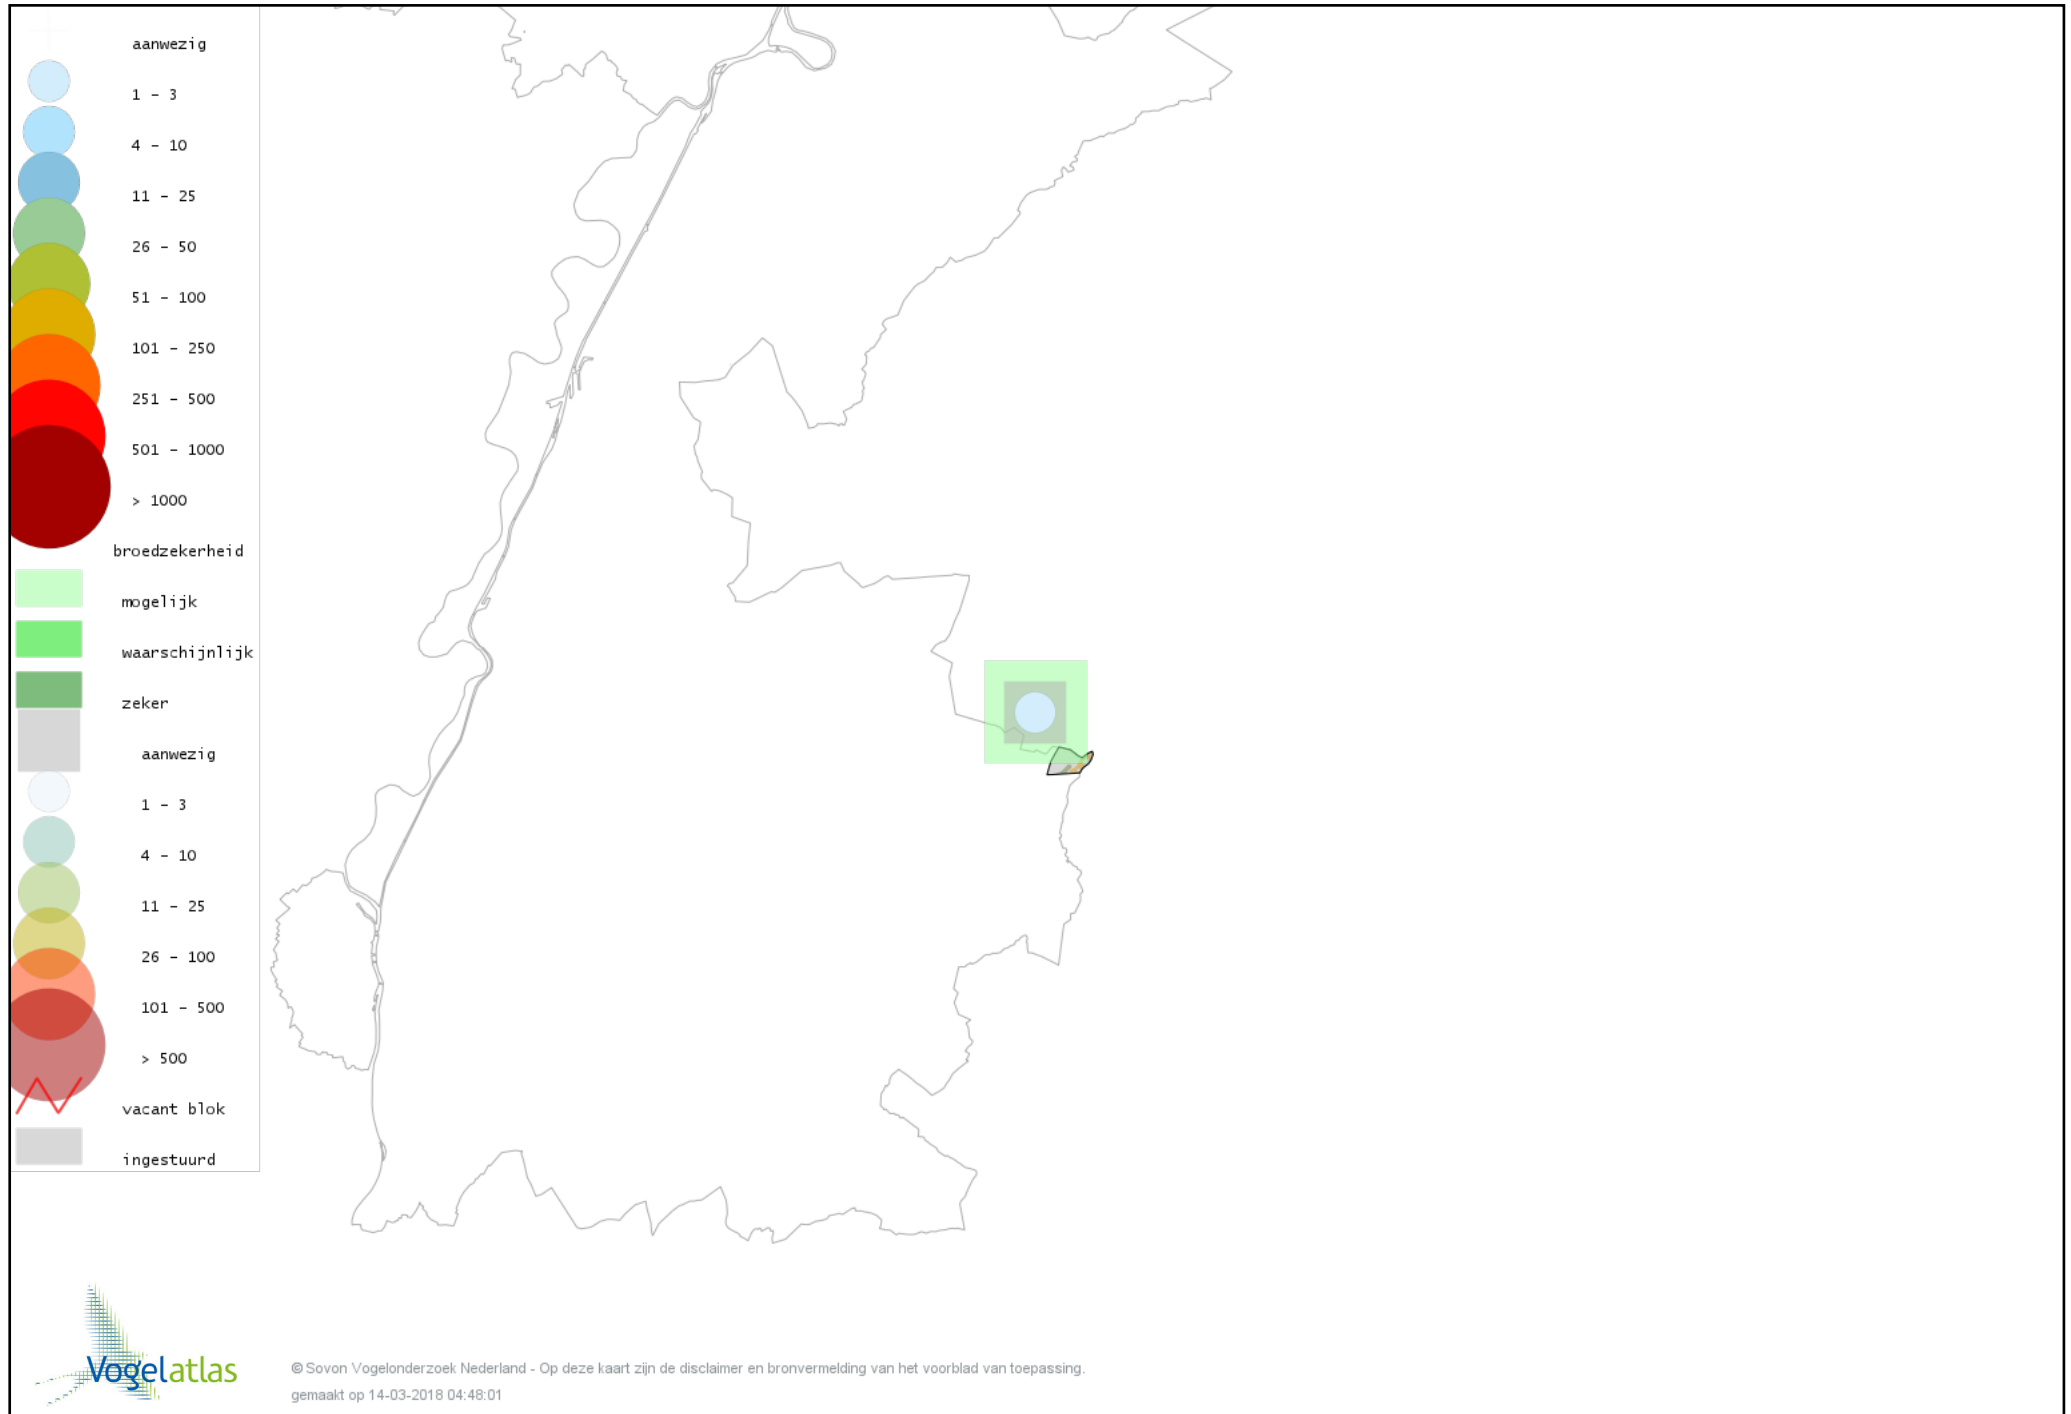 aanwezig
1 - 3
4 - 10
11 - 25
26 - 50
51 - 100
101 - 250
251 - 500
501 - 1000
> 1000
broedzekerheid
mogelijk
waarschijnlijk
zeker
aanwezig
1 - 3
4 - 10
11 - 25
26 - 100
101 - 500
> 500
vacant blok
ingestuurd
Vogelatlas
© Sovon Vogelonderzoek Nederland - Op deze kaart zijn de disclaimer en bronvermelding van het voorblad van toepassing.
gemaakt op 14-03-2018 04:48:01